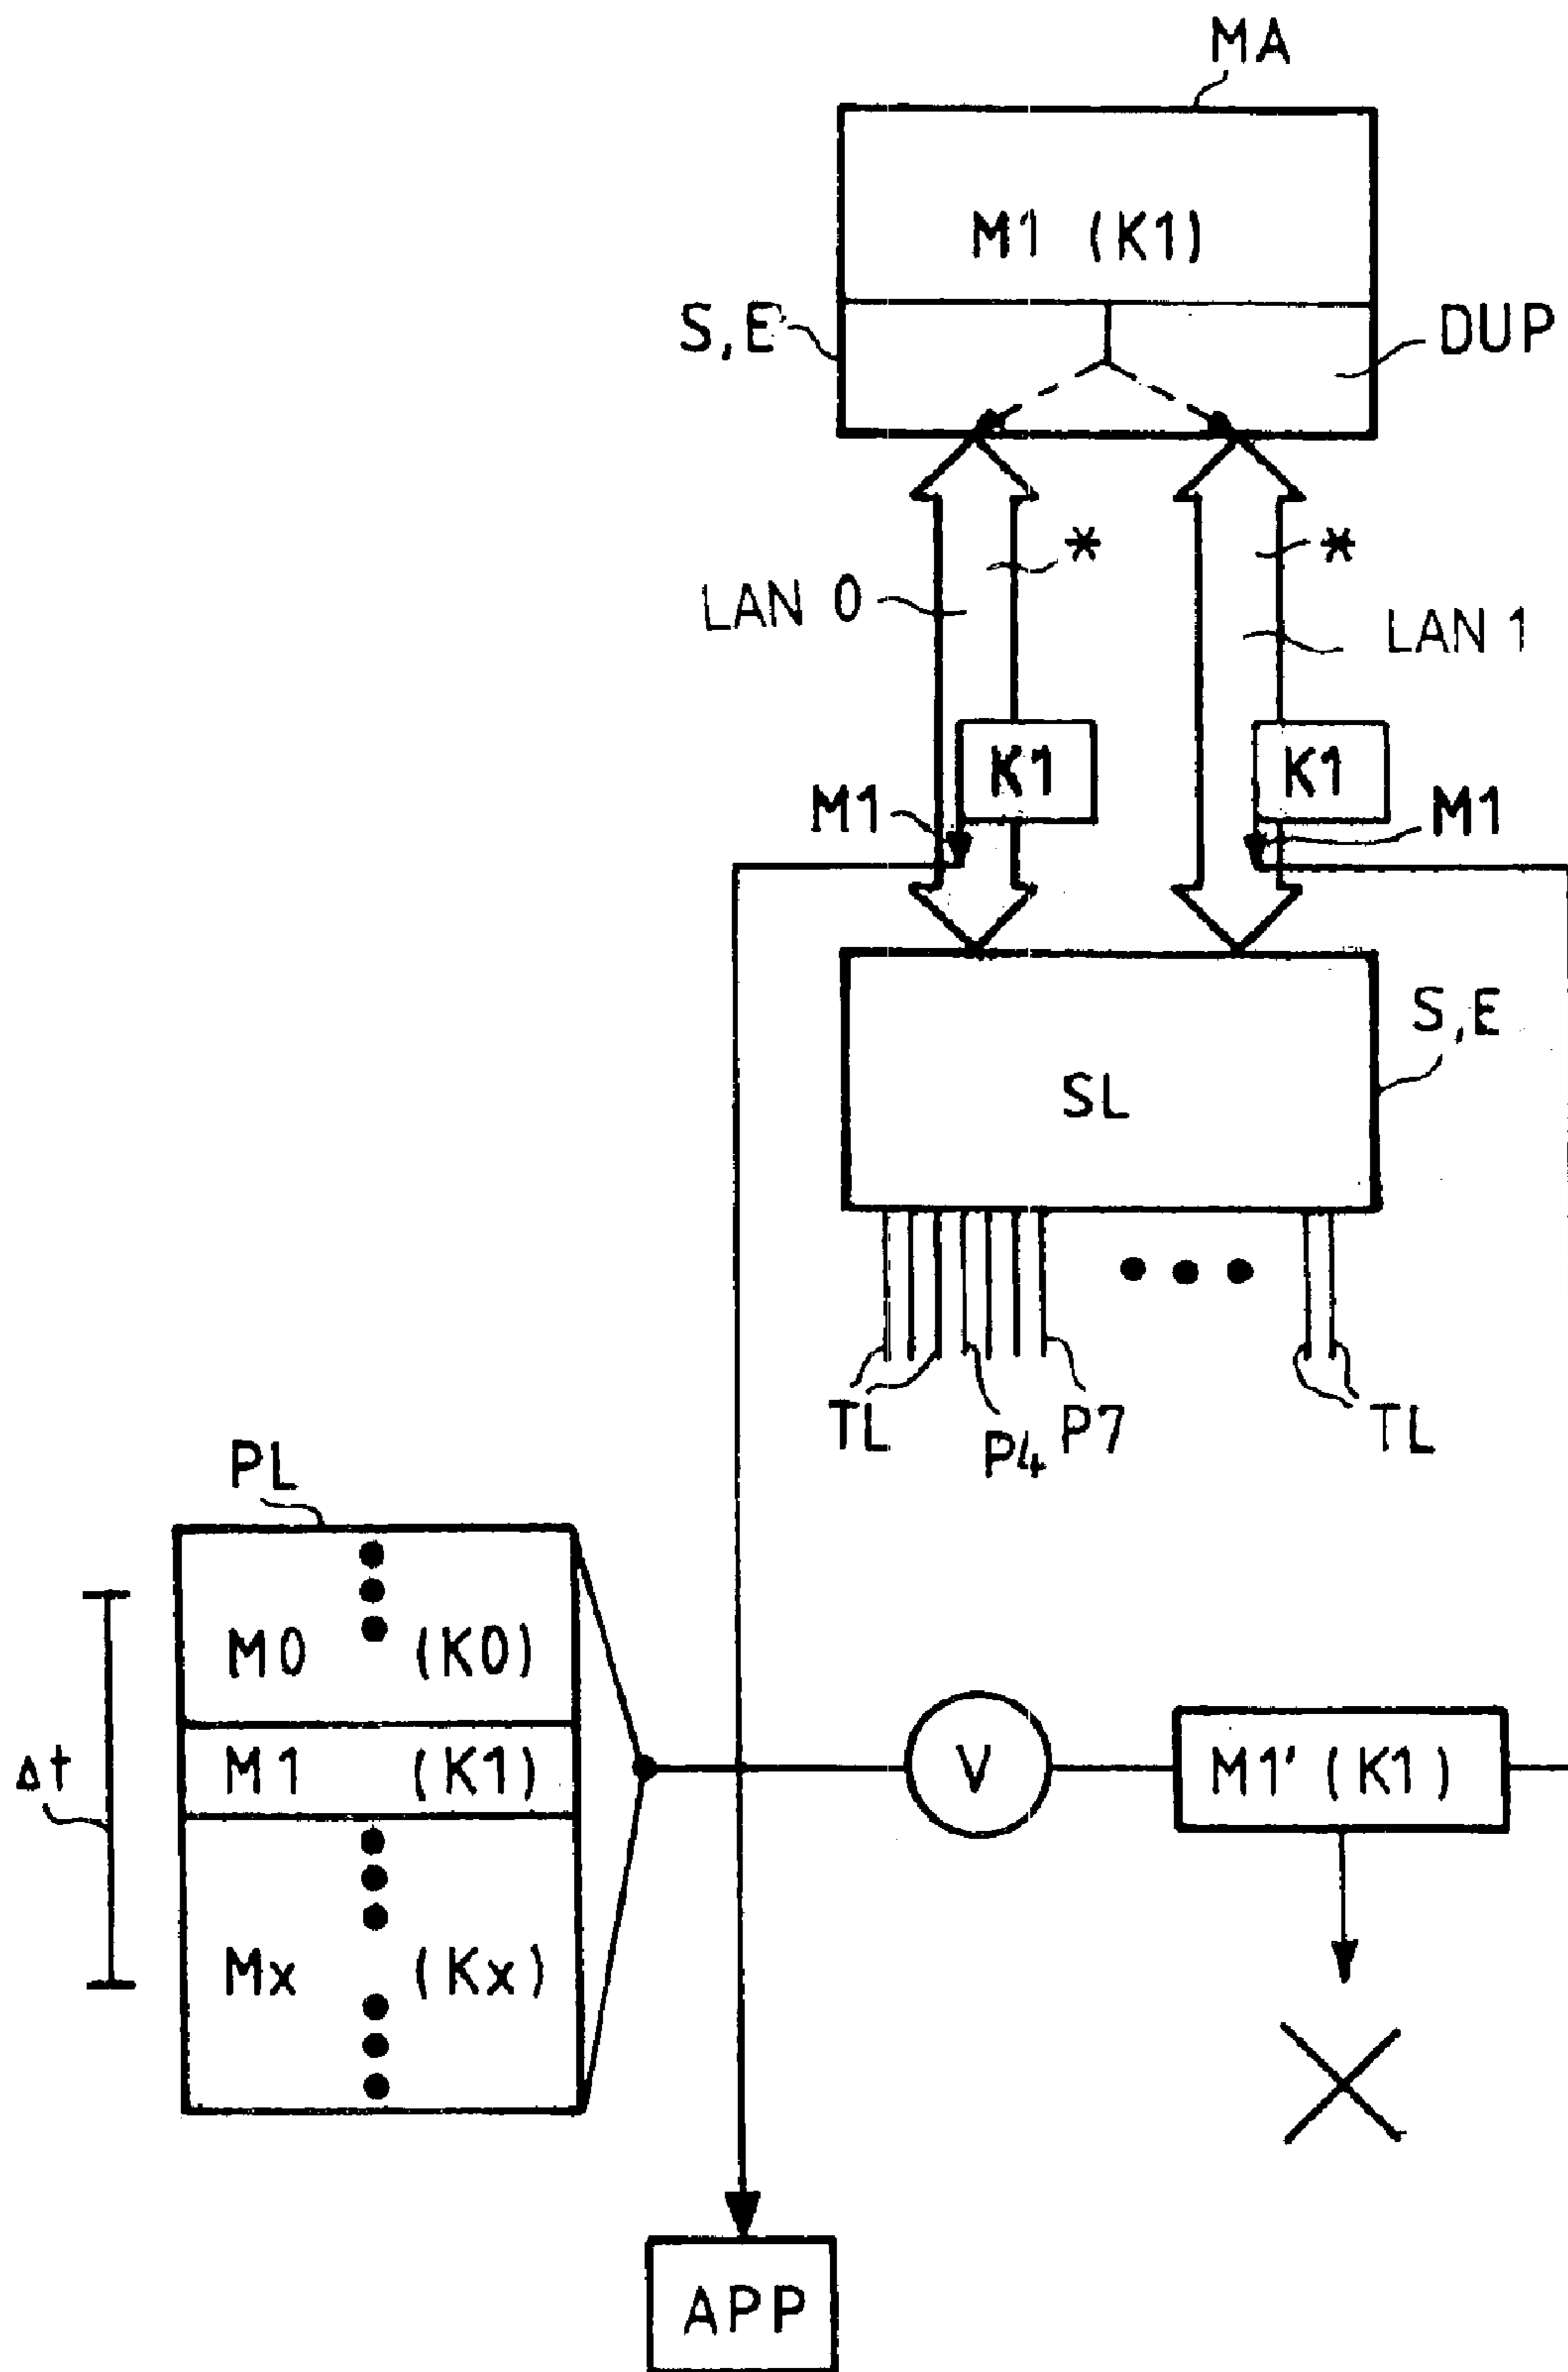 MA
M1 (K1)
S,E
DUP
*
*
LAN 0
LAN 1
K1
K1
M1
M1
S,E
SL
TL
P4
P7
TL
PL
M0 (K0)
Δt
M1 (K1)
V
M1' (K1)
Mx (Kx)
APP